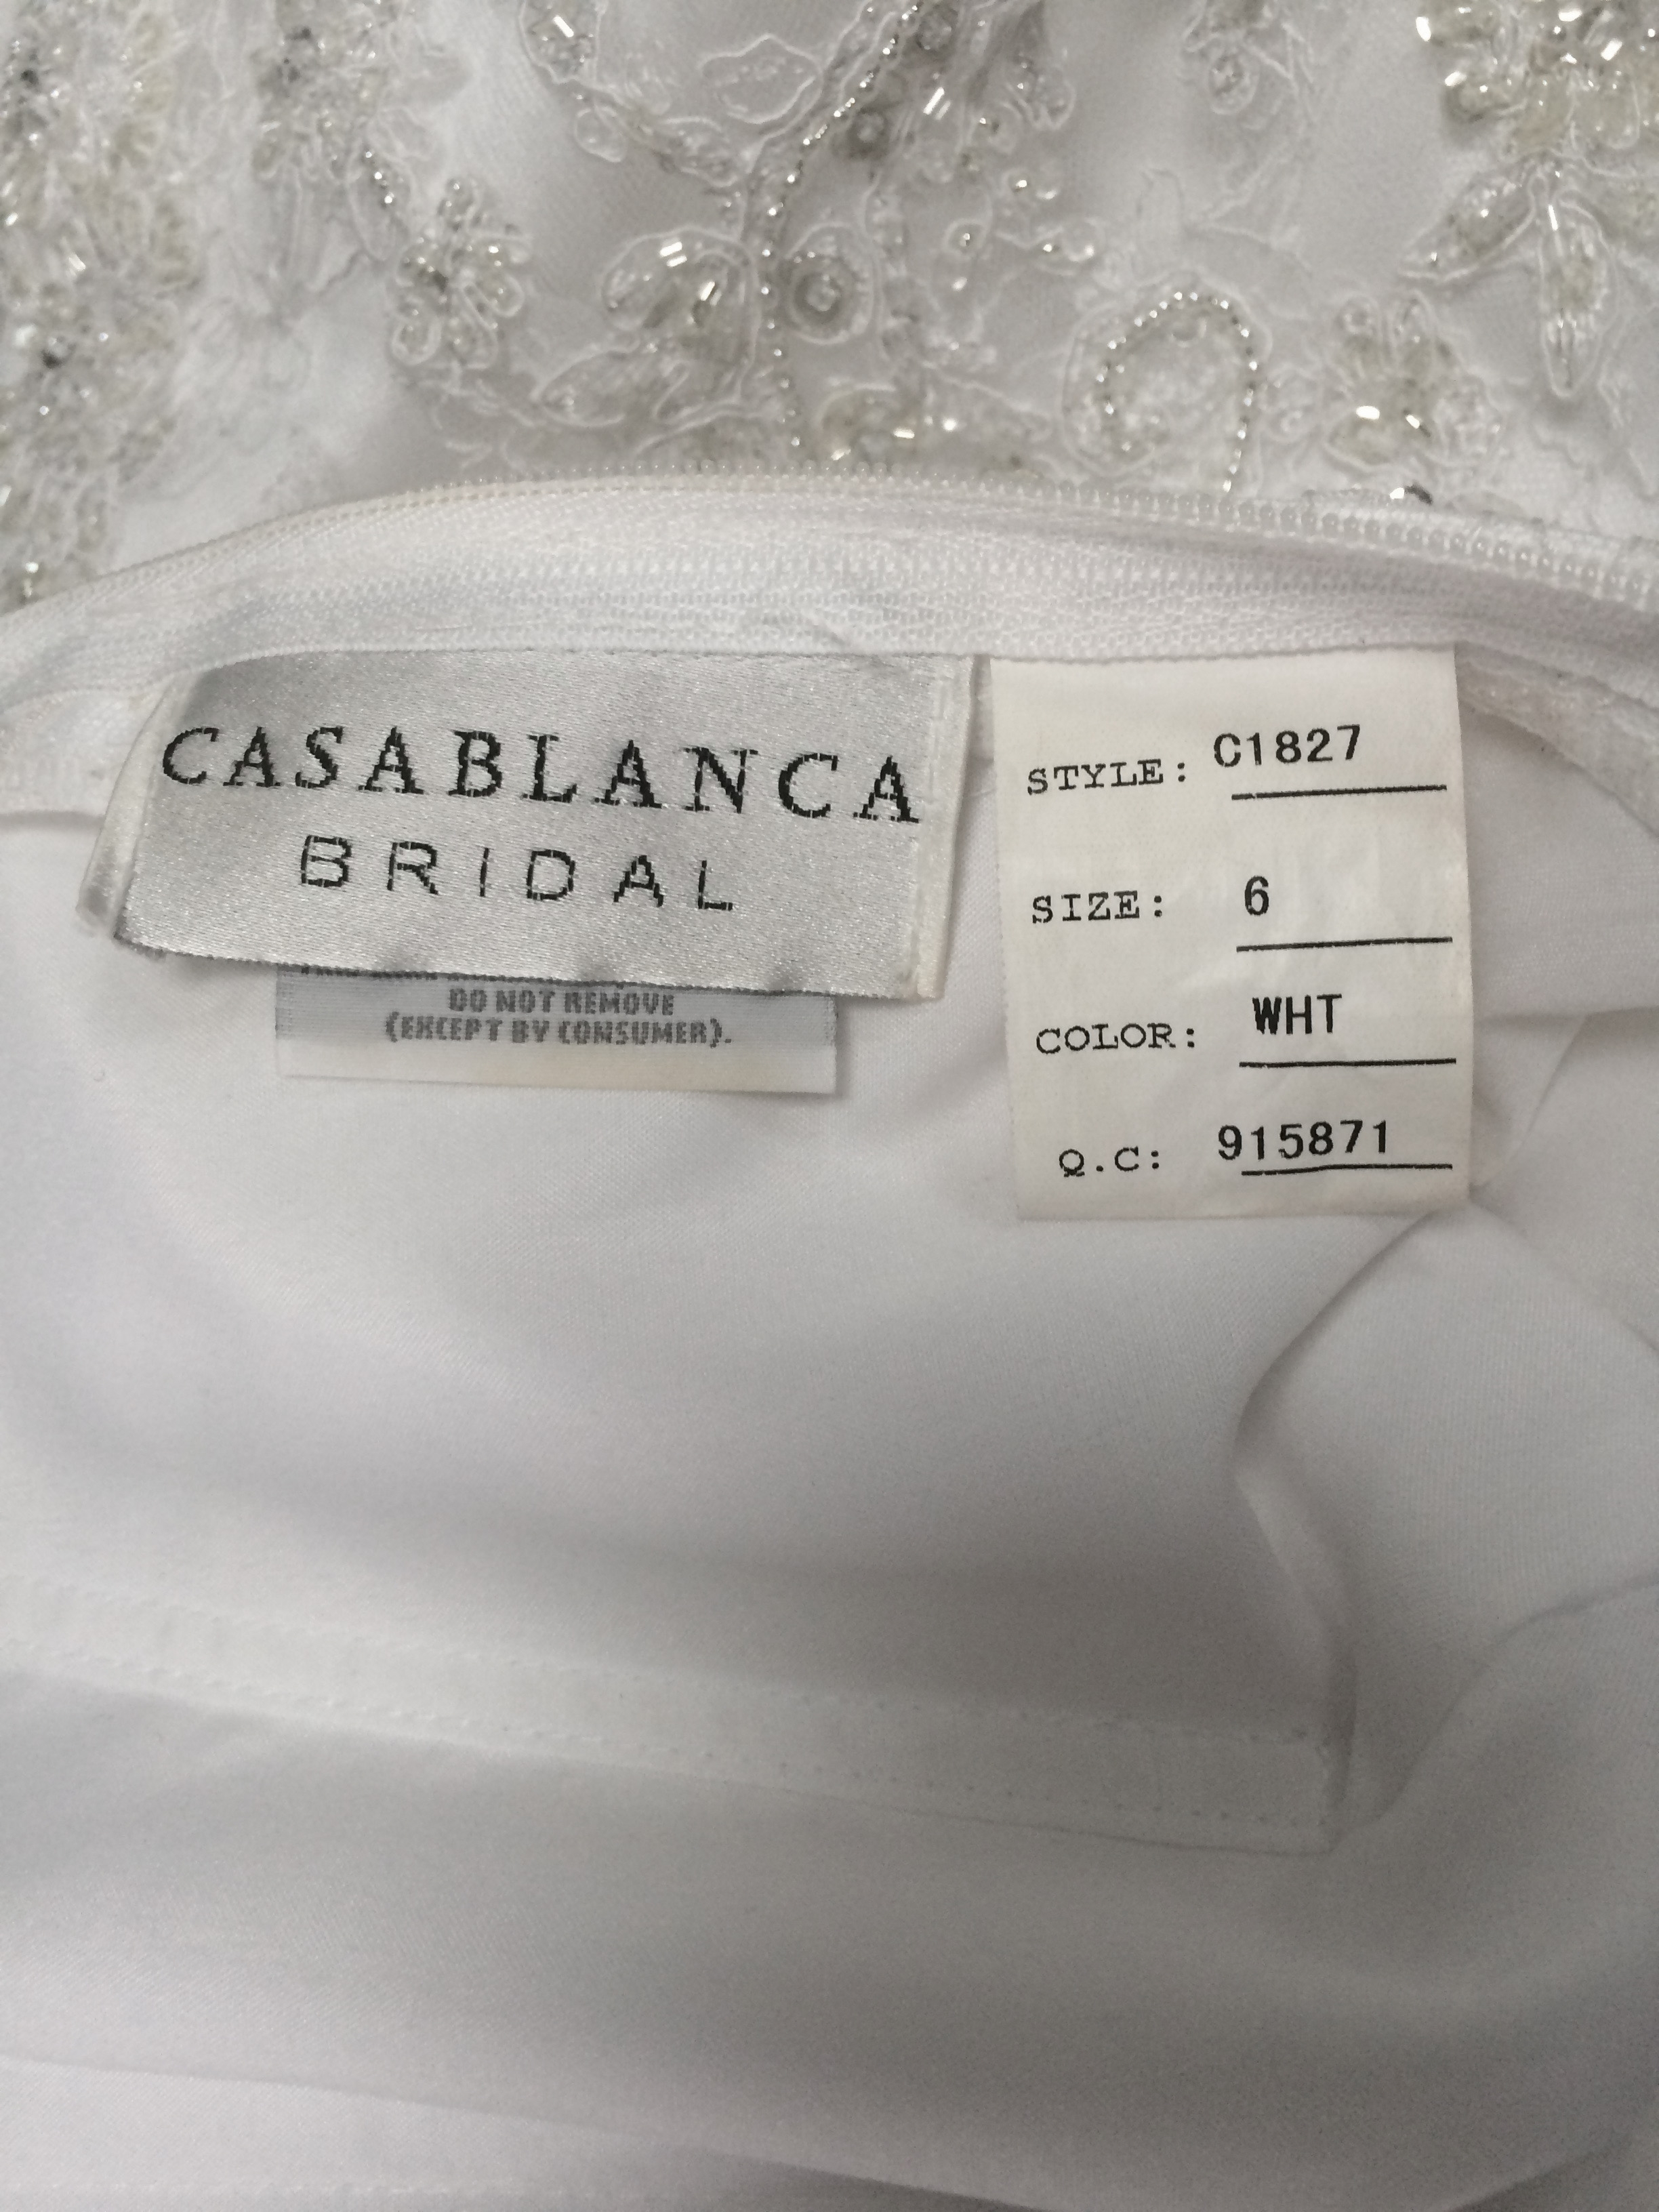 CASABLANCA
BRIDAL
DO NOT REMOVE
(EXCEPT BY CONSUMER).
STYLE: C1827
SIZE: 6
COLOR: WHT
Q.C: 915871